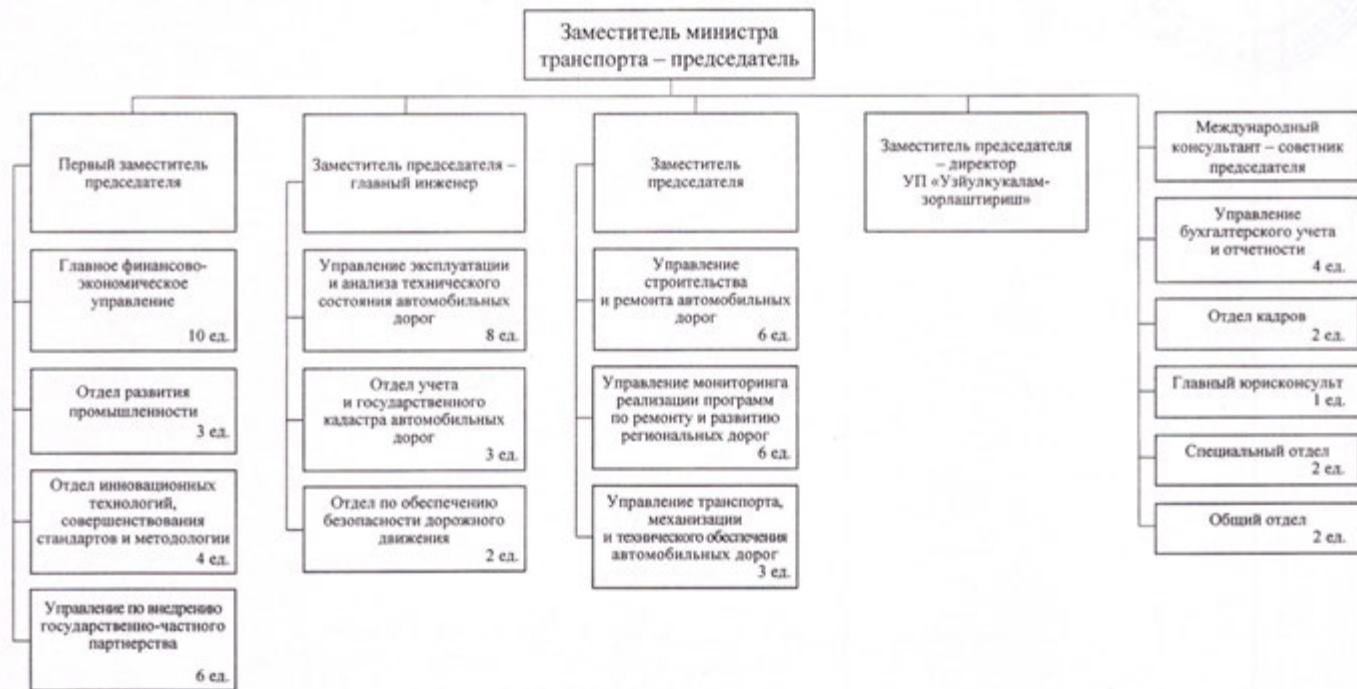 Заместитель министра
транспорта – председатель
Первый заместитель
председателя
Главное финансово-
экономическое
управление
10 ед.
Отдел развития
промышленности
3 ед.
Отдел инновационных
технологий,
совершенствования
стандартов и методологии
4 ед.
Управление по внедрению
государственно-частного
партнерства
6 ед.
Заместитель председателя –
главный инженер
Управление эксплуатации
и анализа технического
состояния автомобильных
дорог
8 ед.
Отдел учета
и государственного
кадастра автомобильных
дорог
3 ед.
Отдел по обеспечению
безопасности дорожного
движения
2 ед.
Заместитель
председателя
Управление
строительства
и ремонта автомобильных
дорог
6 ед.
Управление мониторинга
реализации программ
по ремонту и развитию
региональных дорог
6 ед.
Управление транспорта,
механизации
и технического обеспечения
автомобильных дорог
3 ед.
Заместитель председателя
– директор
УП «Узйулкукалам-
зорлаштириш»
Международный
консультант – советник
председателя
Управление
бухгалтерского учета
и отчетности
4 ед.
Отдел кадров
2 ед.
Главный юрисконсульт
1 ед.
Специальный отдел
2 ед.
Общий отдел
2 ед.